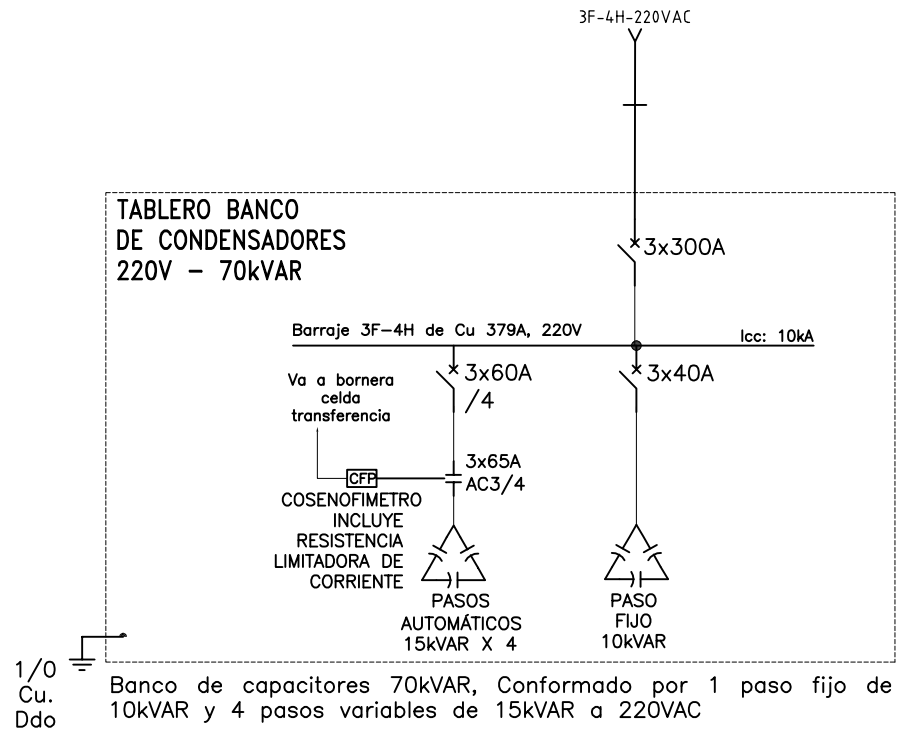 3F-4H-220VAC
TABLERO BANCO
DE CONDENSADORES
220V - 70kVAR
3x300A
Barraje 3F-4H de Cu 379A, 220V
Icc: 10kA
Va a bornera
celda
transferencia
3x60A
/4
3x40A
3x65A
AC3/4
CFP
COSENOFIMETRO
INCLUYE
RESISTENCIA
LIMITADORA DE
CORRIENTE
PASOS
AUTOMÁTICOS
15kVAR X 4
PASO
FIJO
10kVAR
1/0
Cu.
Ddo
Banco de capacitores 70kVAR, Conformado por 1 paso fijo de
10kVAR y 4 pasos variables de 15kVAR a 220VAC